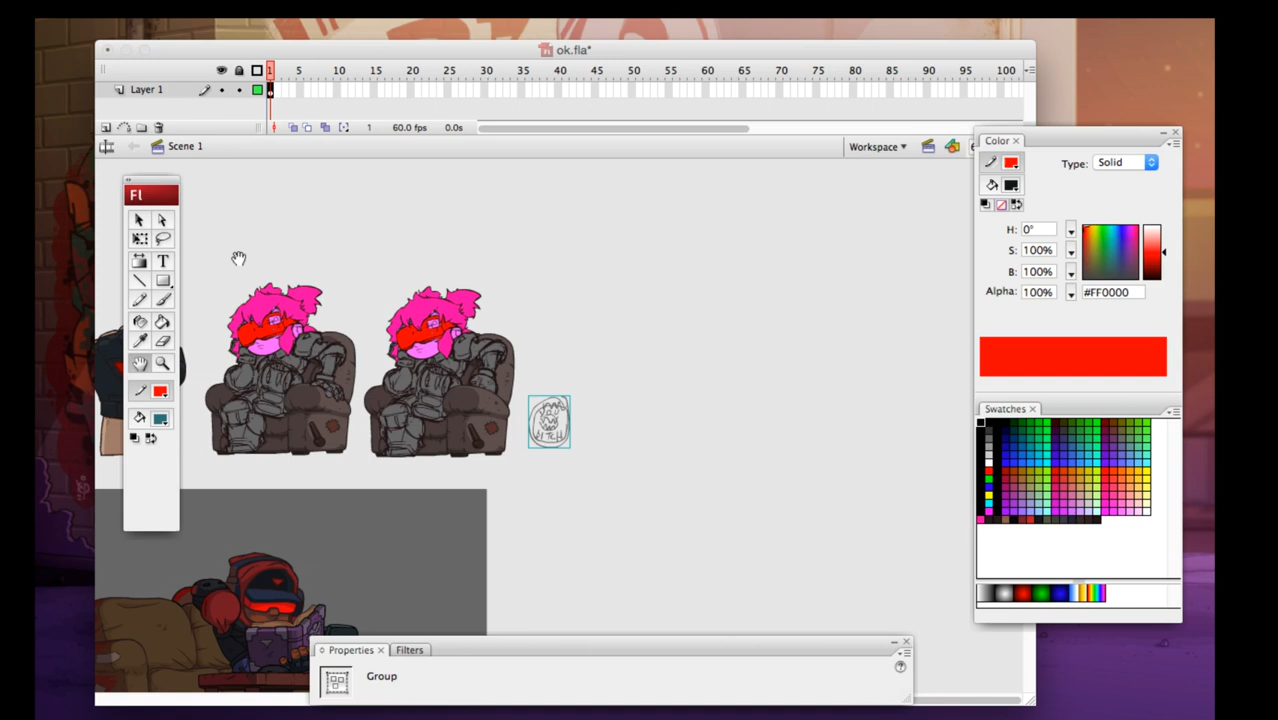 ok.fla*
1 5 10 15 20 25 30 35 40 45 50 55 60 65 70 75 80 85 90 95 100
Layer 1
1 60.0 fps 0.0s
Scene 1
Workspace
Fl
T
Color
Type: Solid
H: 0°
S: 100%
B: 100%
Alpha: 100% #FF0000
Swatches
Properties Filters
Group